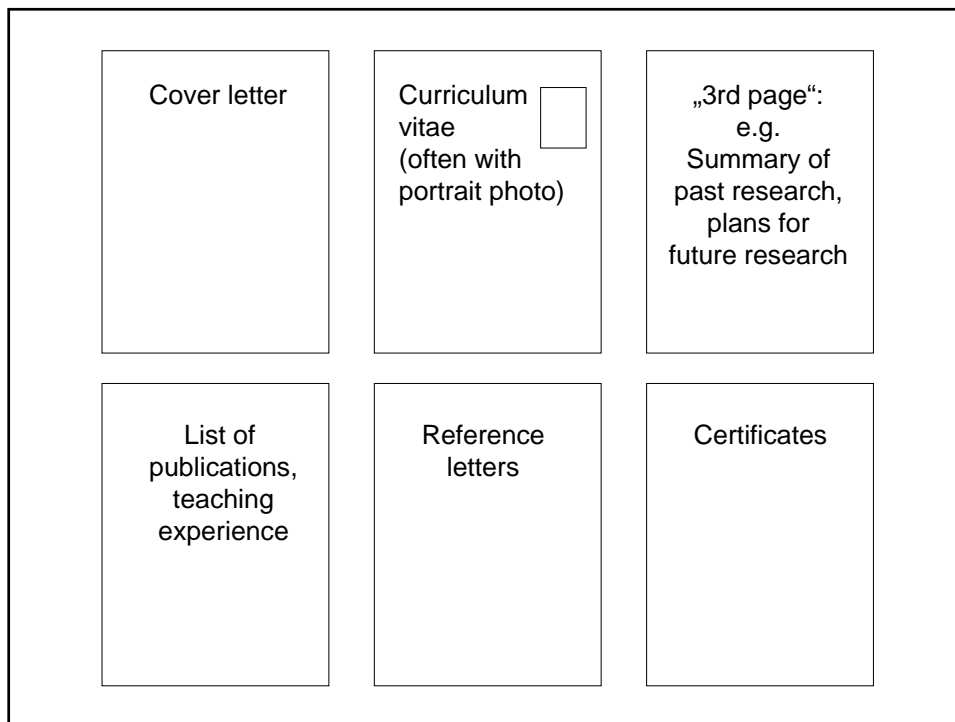 Cover letter
Curriculum
vitae
(often with
portrait photo)
„3rd page“:
e.g.
Summary of
past research,
plans for
future research
List of
publications,
teaching
experience
Reference
letters
Certificates